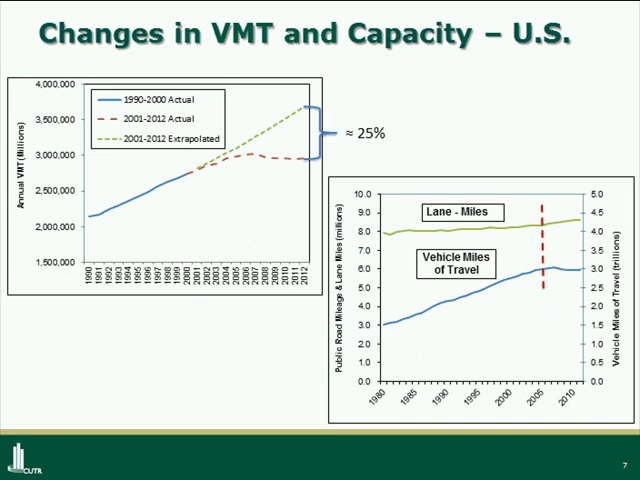 Changes in VMT and Capacity – U.S.
4,000,000
3,500,000
3,000,000
2,500,000
2,000,000
1,500,000
Annual VMT (Millions)
1990-2000 Actual
2001-2012 Actual
2001-2012 Extrapolated
1990 1991 1992 1993 1994 1995 1996 1997 1998 1999 2000 2001 2002 2003 2004 2005 2006 2007 2008 2009 2010 2011 2012
≈ 25%
10.0
9.0
8.0
7.0
6.0
5.0
4.0
3.0
2.0
1.0
0.0
Public Road Mileage & Lane Miles (millions)
Lane - Miles
Vehicle Miles
of Travel
5.0
4.5
4.0
3.5
3.0
2.5
2.0
1.5
1.0
0.5
0.0
Vehicle Miles of Travel (trillions)
1980 1985 1990 1995 2000 2005 2010
CUTR
7